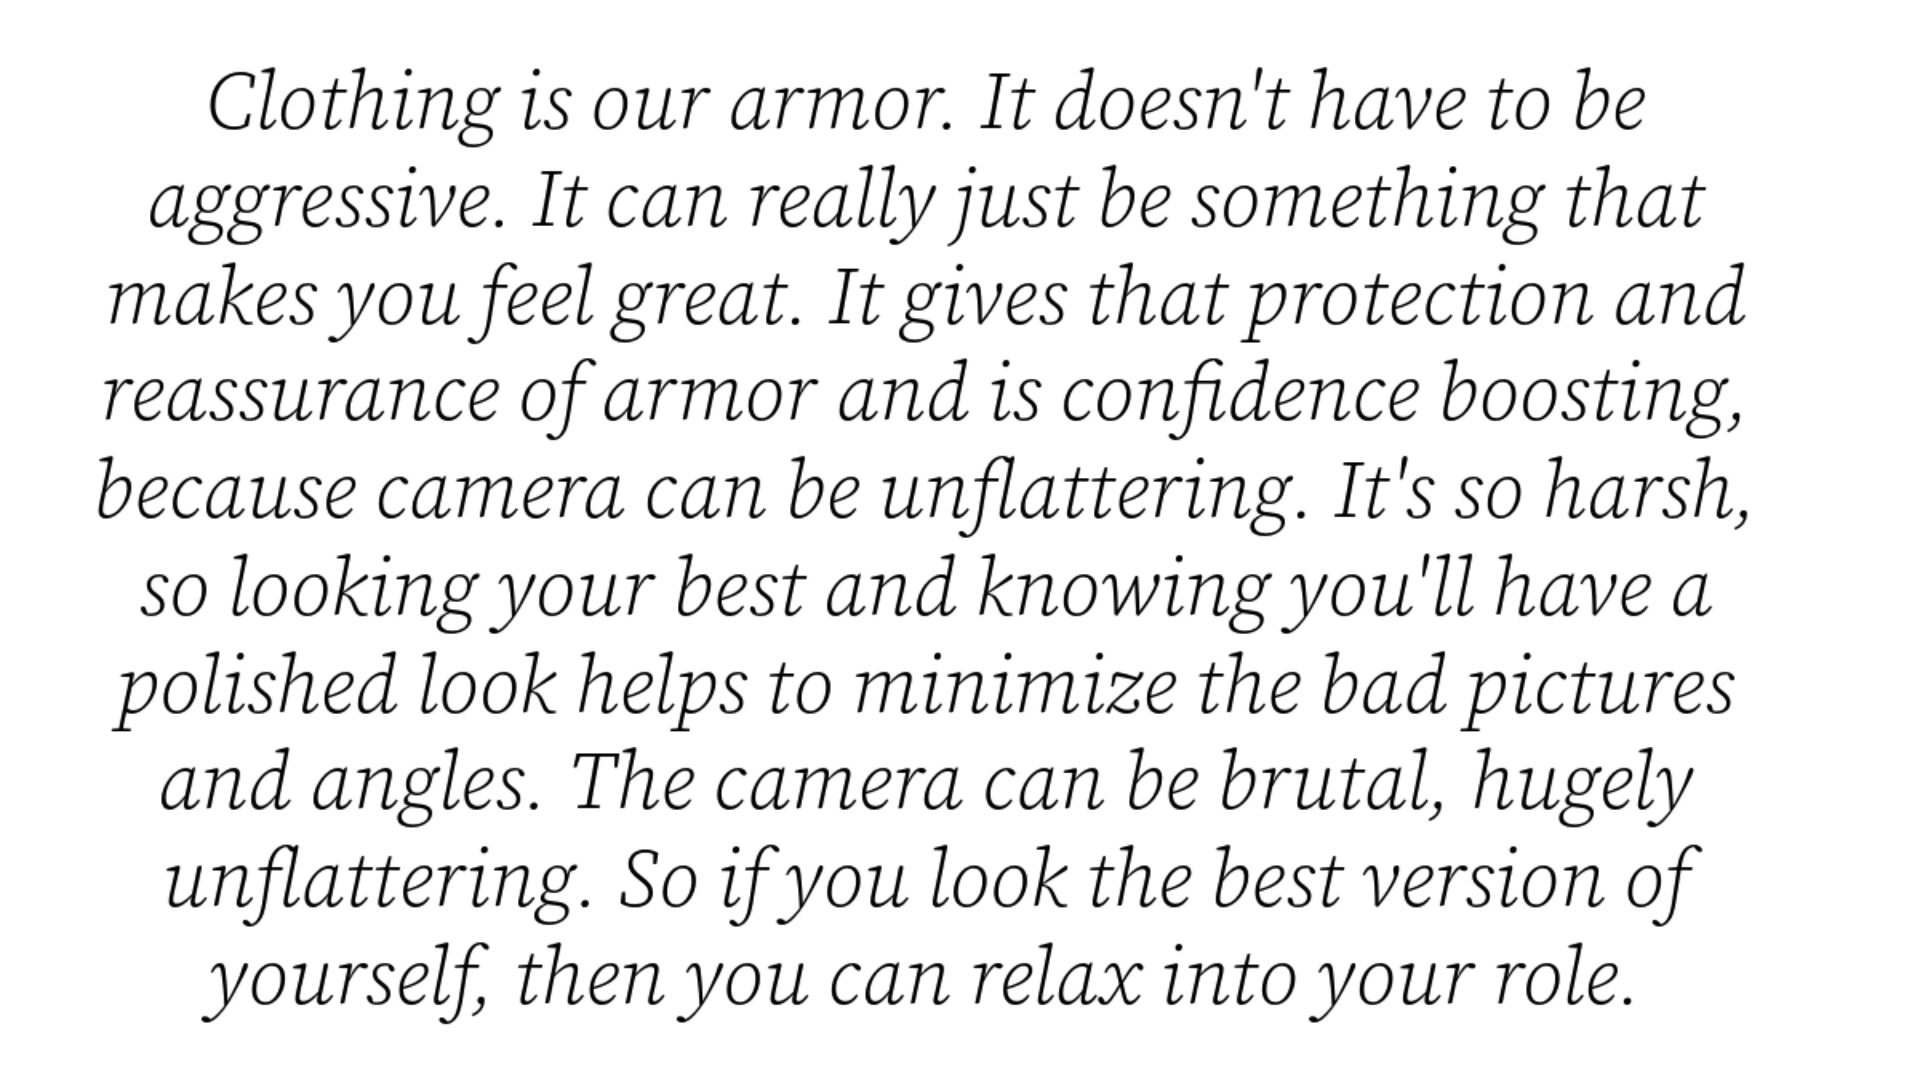 Clothing is our armor. It doesn't have to be
aggressive. It can really just be something that
makes you feel great. It gives that protection and
reassurance of armor and is confidence boosting,
because camera can be unflattering. It's so harsh,
so looking your best and knowing you'll have a
polished look helps to minimize the bad pictures
and angles. The camera can be brutal, hugely
unflattering. So if you look the best version of
yourself, then you can relax into your role.